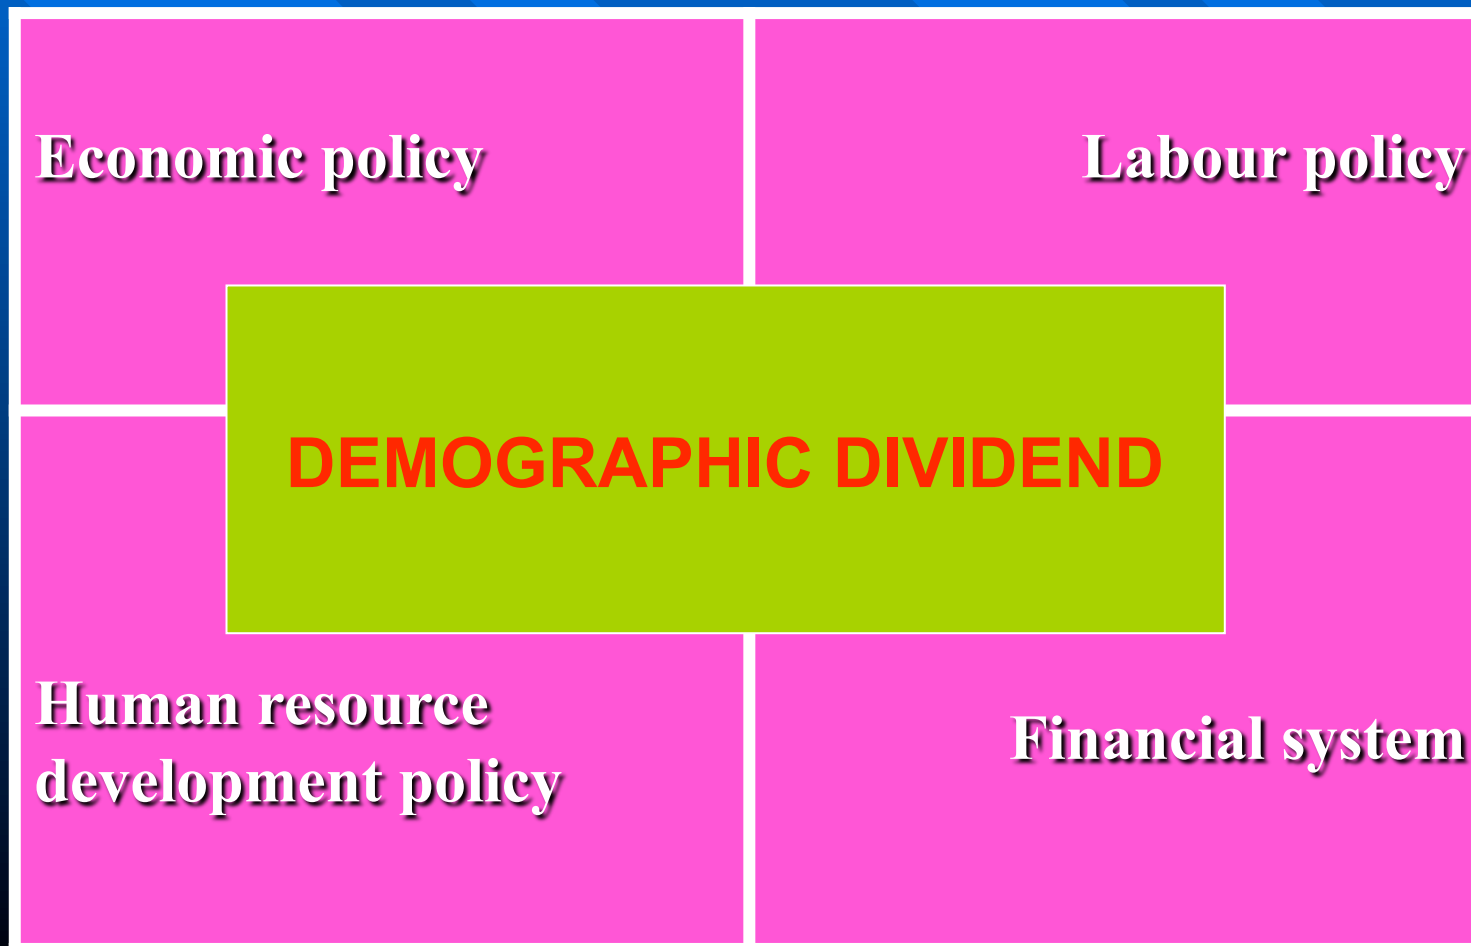 Economic policy
Labour policy
DEMOGRAPHIC DIVIDEND
Human resource
development policy
Financial system